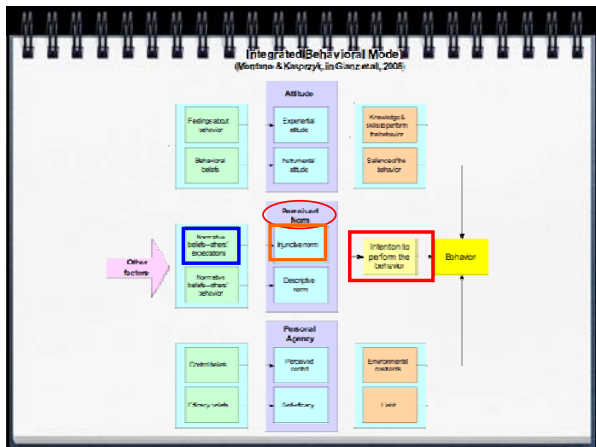 Integrated Behavioral Model
(Montano & Kasprzyk, in Glanz et al, 2008)
Attitude
Feelings about
behavior
Experiential
attitude
Knowledge &
skills to perform
the behavior
Behavioral
beliefs
Instrumental
attitude
Salience of the
behavior
Perceived
Norm
Normative
beliefs—others'
expectations
Injunctive norm
Intention to
perform the
behavior
Behavior
Other
factors
Normative
beliefs—others'
behavior
Descriptive
norm
Personal
Agency
Control beliefs
Perceived
control
Environmental
constraints
Efficacy beliefs
Self-efficacy
Habit